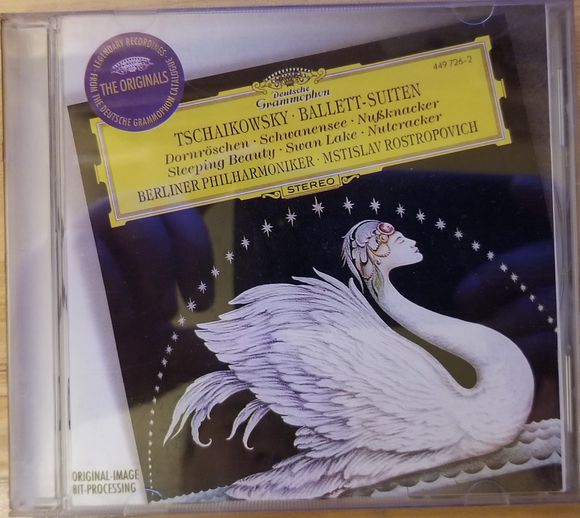 LEGENDARY RECORDINGS
FROM THE DEUTSCHE GRAMMOPHON CATALOGUE
THE ORIGINALS
449 726-2
Deutsche
Grammophon
TSCHAIKOWSKY · BALLETT-SUITEN
Dornröschen · Schwanensee · Nußknacker
Sleeping Beauty · Swan Lake · Nutcracker
BERLINER PHILHARMONIKER · MSTISLAV ROSTROPOVICH
STEREO
ORIGINAL-IMAGE
BIT-PROCESSING